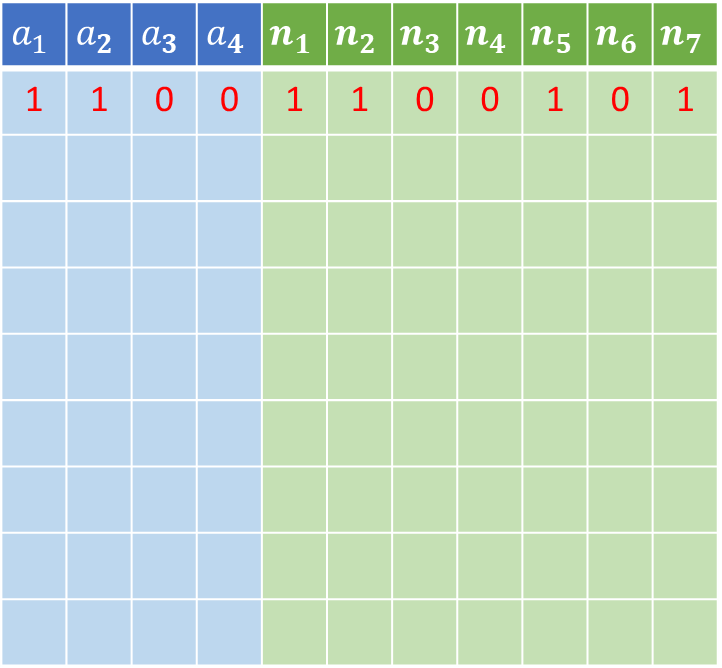 a₁ a₂ a₃ a₄ n₁ n₂ n₃ n₄ n₅ n₆ n₇
1 1 0 0 1 1 0 0 1 0 1